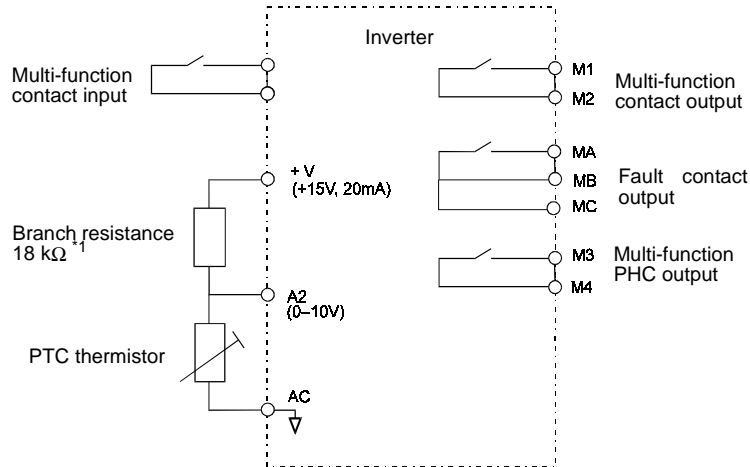 Inverter
Multi-function
contact input
M1
M2
Multi-function
contact output
MA
MB
MC
Fault contact
output
+ V
(+15V, 20mA)
Branch resistance
18 kΩ *1
M3
M4
Multi-function
PHC output
A2
(0–10V)
PTC thermistor
AC